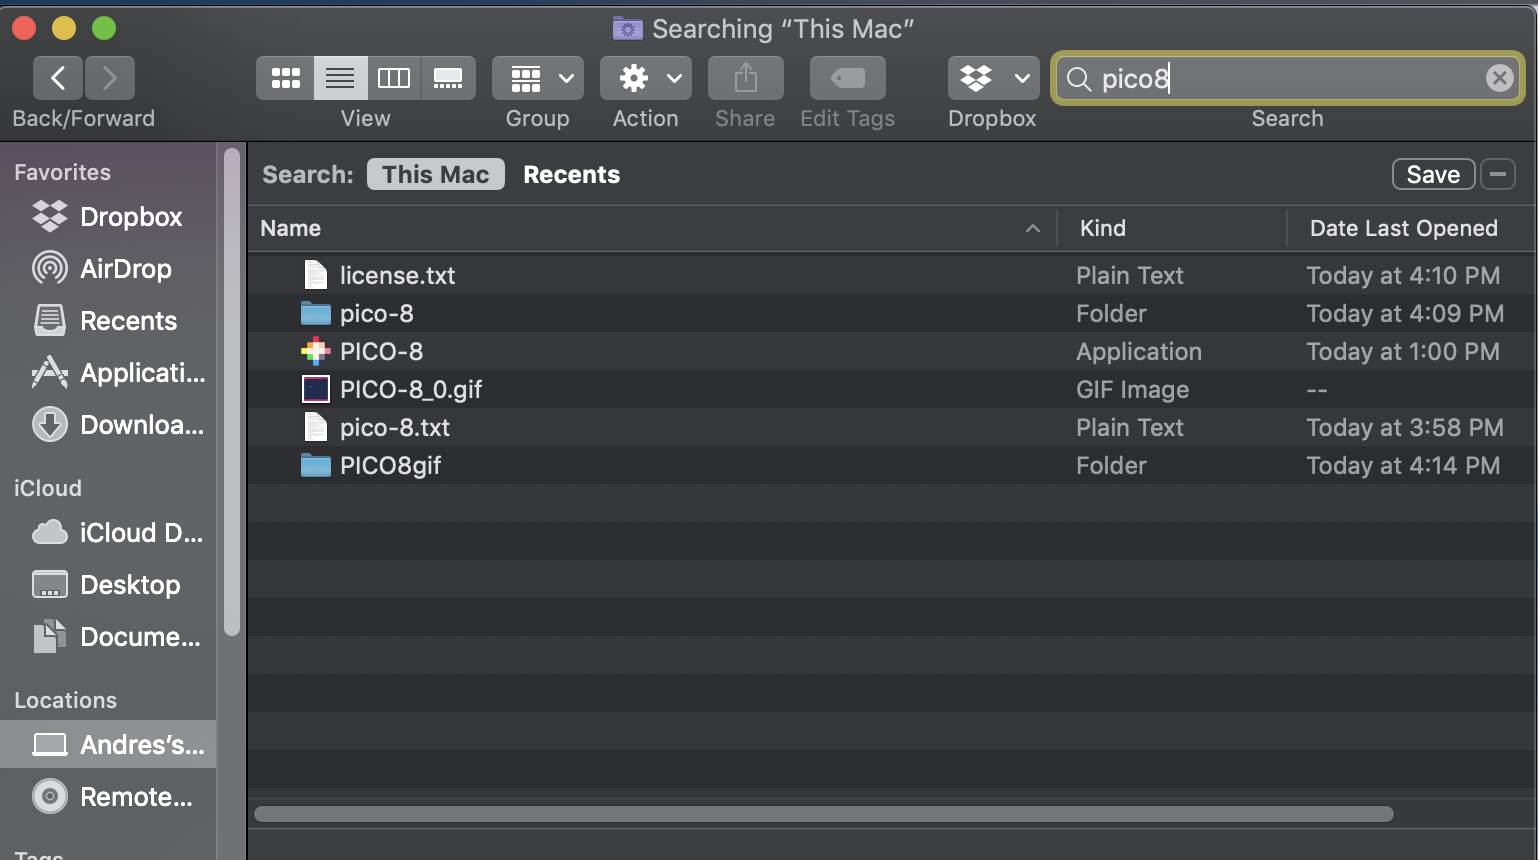 Searching “This Mac”
pico8
Back/Forward View Group Action Share Edit Tags Dropbox Search
Favorites
Dropbox
AirDrop
Recents
Applicati...
Downloa...
iCloud
iCloud D...
Desktop
Docume...
Locations
Andres’s...
Remote...
Tags
Search: This Mac Recents Save
Name Kind Date Last Opened
license.txt Plain Text Today at 4:10 PM
pico-8 Folder Today at 4:09 PM
PICO-8 Application Today at 1:00 PM
PICO-8_0.gif GIF Image --
pico-8.txt Plain Text Today at 3:58 PM
PICO8gif Folder Today at 4:14 PM